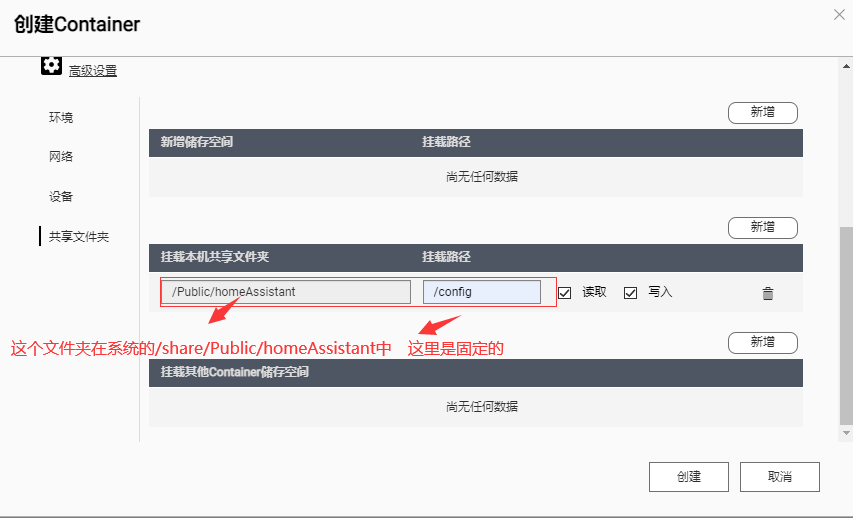 创建Container
高级设置
环境
网络
设备
共享文件夹
新增
新增储存空间 挂载路径
尚无任何数据
新增
挂载本机共享文件夹 挂载路径
/Public/homeAssistant /config 读取 写入
这个文件夹在系统的/share/Public/homeAssistant中 这里是固定的
新增
挂载其他Container储存空间
尚无任何数据
创建 取消